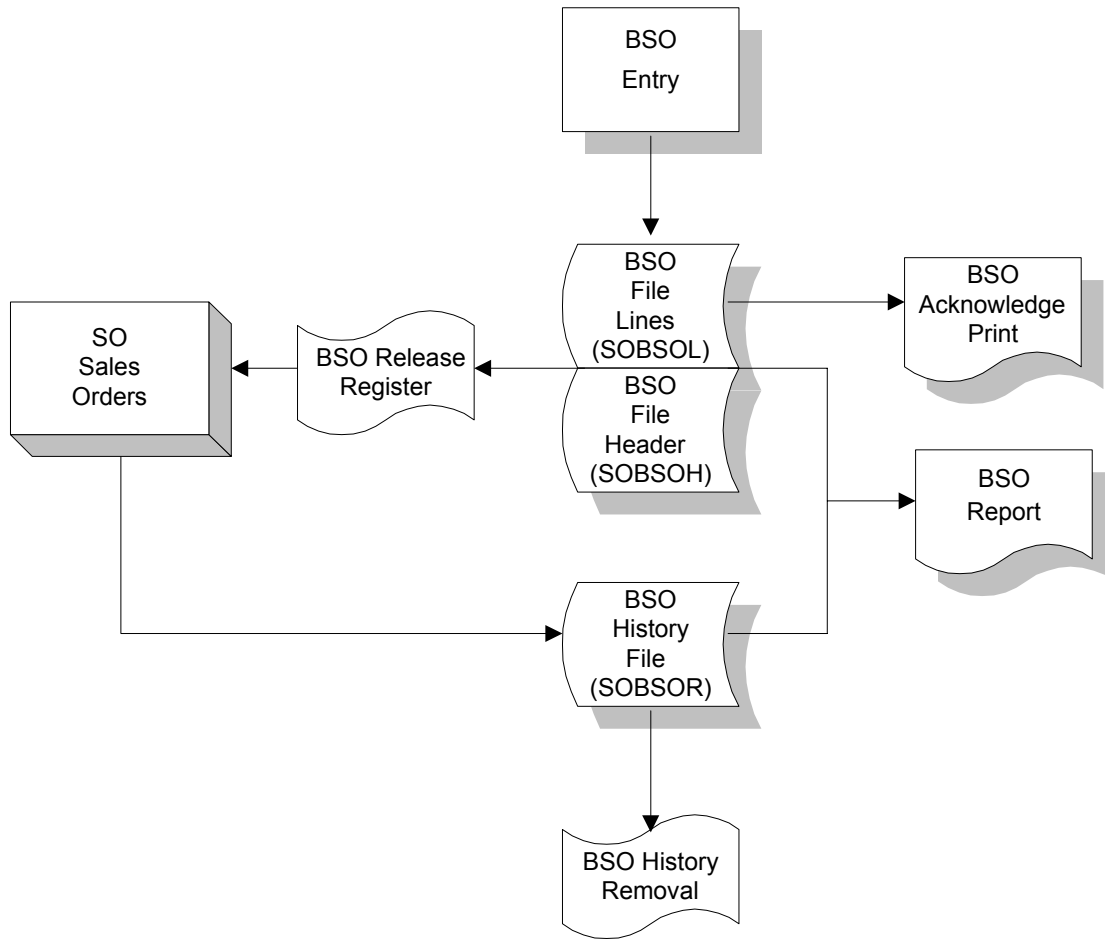 BSO
Entry
BSO
File
Lines
(SOBSOL)
BSO
Acknowledge
Print
SO
Sales
Orders
BSO Release
Register
BSO
File
Header
(SOBSOH)
BSO
Report
BSO
History
File
(SOBSOR)
BSO History
Removal